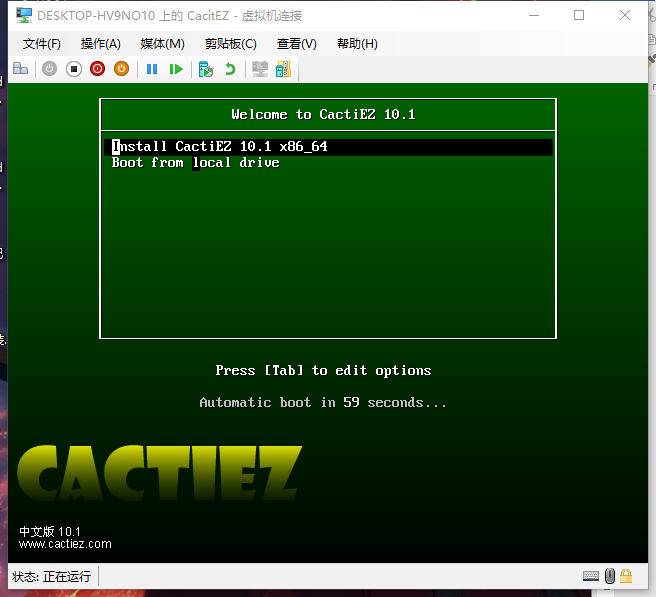 DESKTOP-HV9NO10 上的 CacitEZ - 虚拟机连接
文件(F) 操作(A) 媒体(M) 剪贴板(C) 查看(V) 帮助(H)
Welcome to CactiEZ 10.1
Install CactiEZ 10.1 x86_64
Boot from local drive
Press [Tab] to edit options
Automatic boot in 59 seconds...
CACTIEZ
中文版 10.1
www.cactiez.com
状态: 正在运行